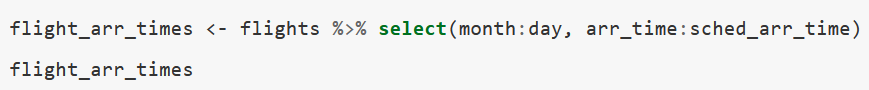 flight_arr_times <- flights %>% select(month:day, arr_time:sched_arr_time)
flight_arr_times